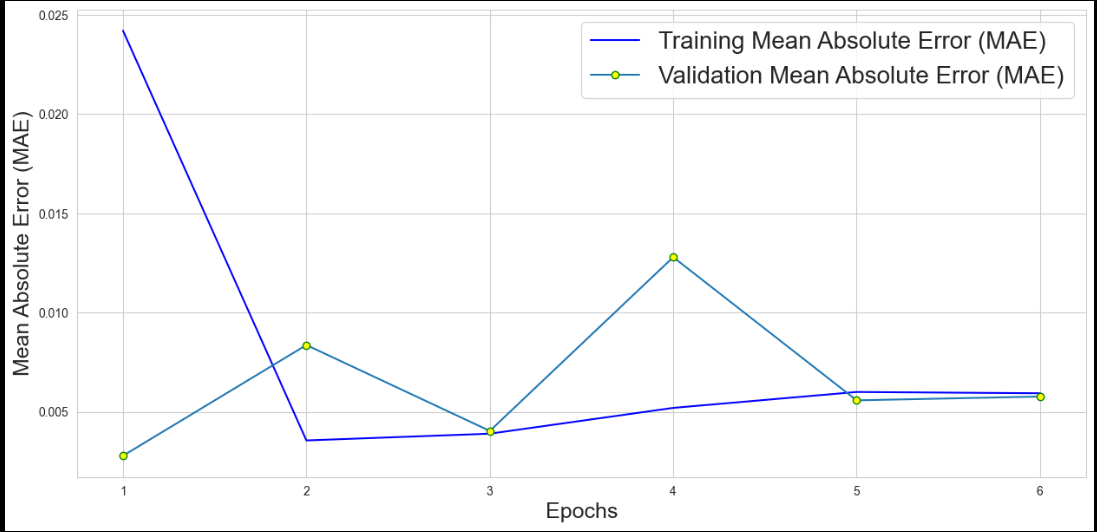 Training Mean Absolute Error (MAE)
Validation Mean Absolute Error (MAE)
Mean Absolute Error (MAE)
0.025
0.020
0.015
0.010
0.005
1 2 3 4 5 6
Epochs